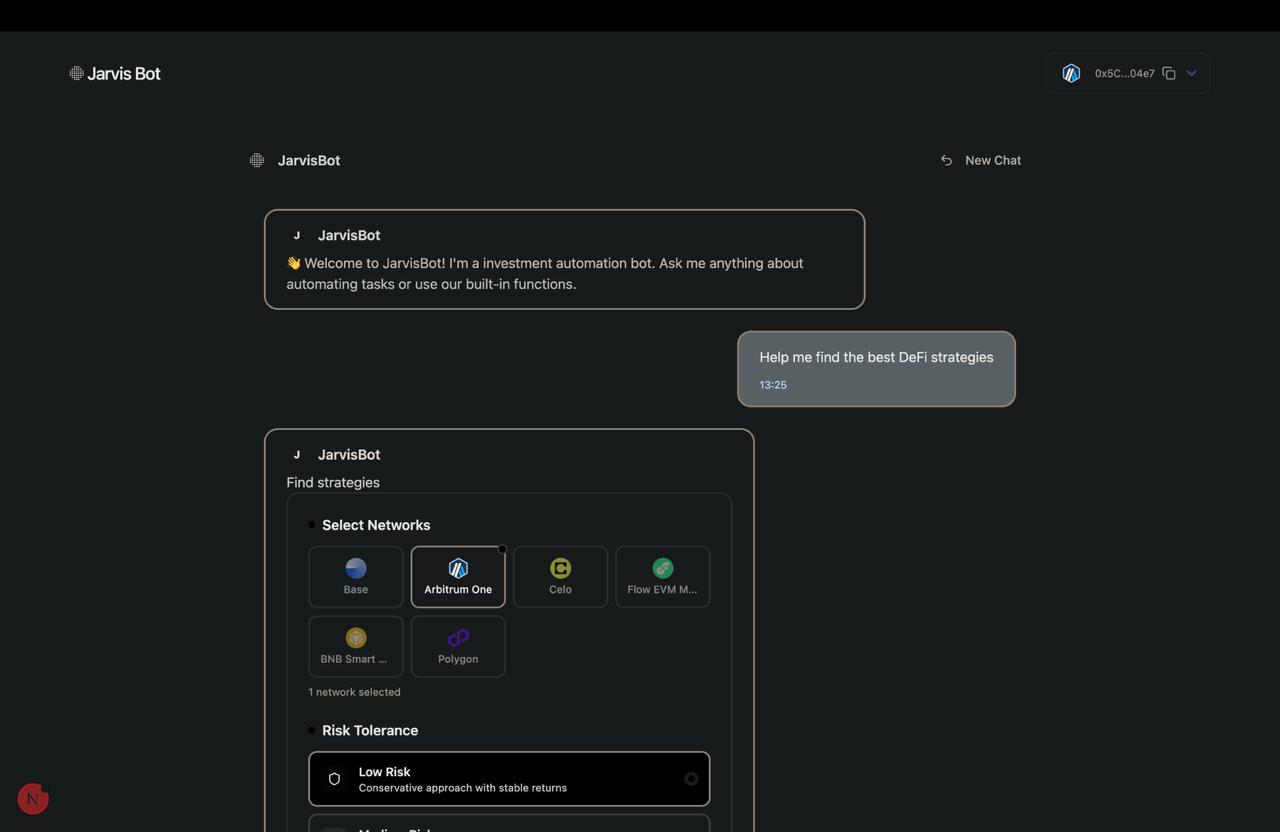 Jarvis Bot
0x5C...04e7
JarvisBot
New Chat
J JarvisBot
👋 Welcome to JarvisBot! I'm a investment automation bot. Ask me anything about
automating tasks or use our built-in functions.
Help me find the best DeFi strategies
13:25
J JarvisBot
Find strategies
Select Networks
Base
Arbitrum One
Celo
Flow EVM M...
BNB Smart ...
Polygon
1 network selected
Risk Tolerance
Low Risk
Conservative approach with stable returns
N